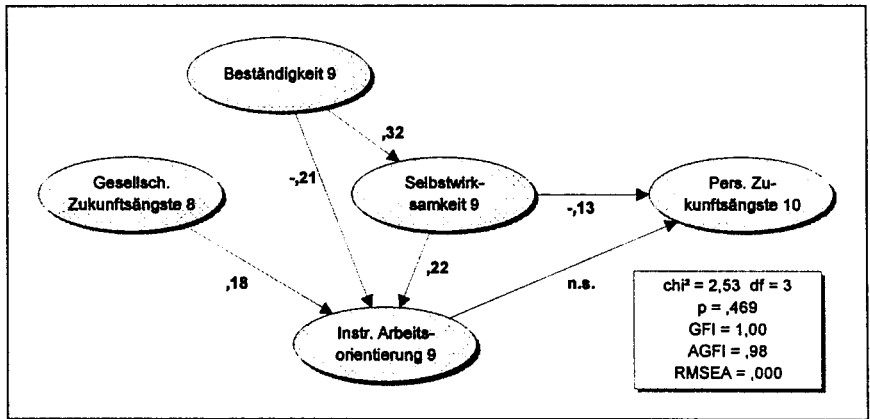 Beständigkeit 9
,32
-,21
Gesellsch.
Zukunftsängste 8
Selbstwirk-
samkeit 9
Pers. Zu-
kunftsängste 10
-,13
,18
,22
n.s.
Instr. Arbeits-
orientierung 9
chi² = 2,53 df = 3
p = ,469
GFI = 1,00
AGFI = ,98
RMSEA = ,000